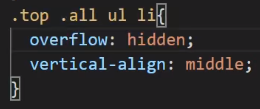 .top .all ul li{
overflow: hidden;
vertical-align: middle;
}